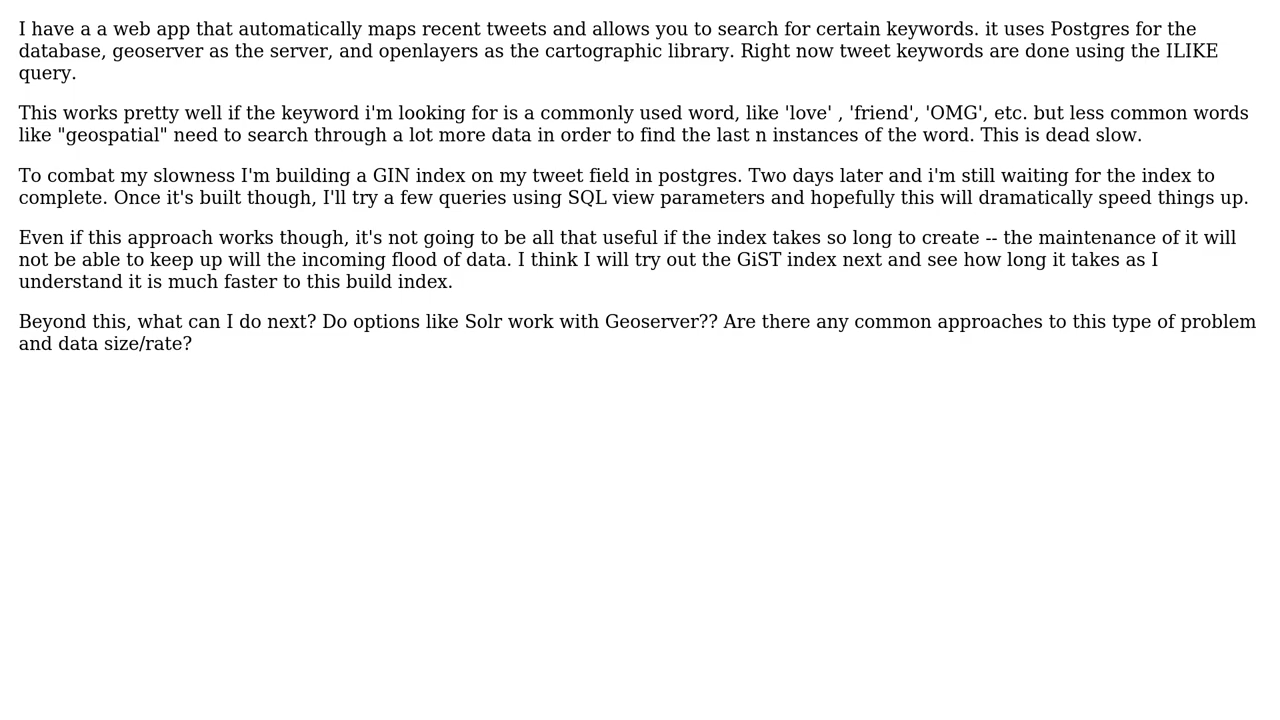 I have a a web app that automatically maps recent tweets and allows you to search for certain keywords. it uses Postgres for the
database, geoserver as the server, and openlayers as the cartographic library. Right now tweet keywords are done using the ILIKE
query.
This works pretty well if the keyword i'm looking for is a commonly used word, like 'love' , 'friend', 'OMG', etc. but less common words
like "geospatial" need to search through a lot more data in order to find the last n instances of the word. This is dead slow.
To combat my slowness I'm building a GIN index on my tweet field in postgres. Two days later and i'm still waiting for the index to
complete. Once it's built though, I'll try a few queries using SQL view parameters and hopefully this will dramatically speed things up.
Even if this approach works though, it's not going to be all that useful if the index takes so long to create -- the maintenance of it will
not be able to keep up will the incoming flood of data. I think I will try out the GiST index next and see how long it takes as I
understand it is much faster to this build index.
Beyond this, what can I do next? Do options like Solr work with Geoserver?? Are there any common approaches to this type of problem
and data size/rate?